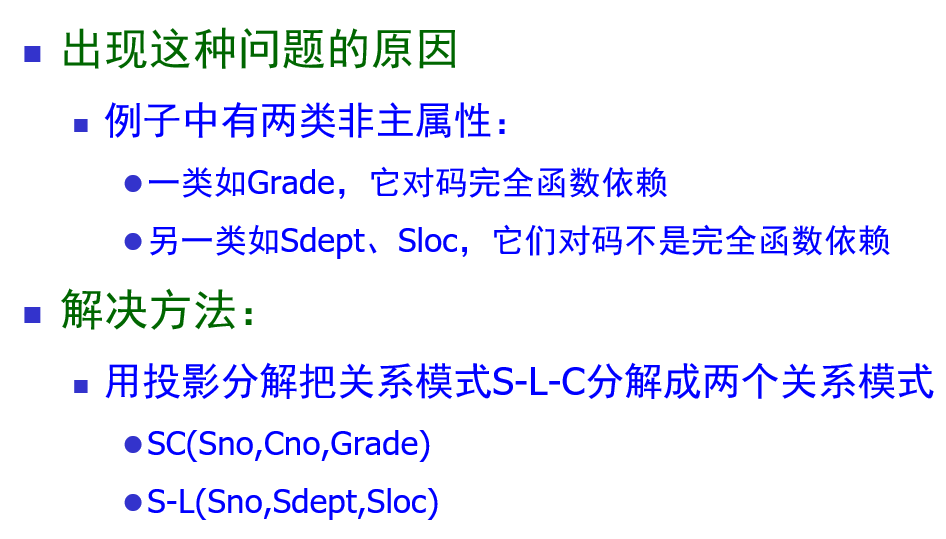 出现这种问题的原因
例子中有两类非主属性：
一类如Grade，它对码完全函数依赖
另一类如Sdept、Sloc，它们对码不是完全函数依赖
解决方法：
用投影分解把关系模式S-L-C分解成两个关系模式
SC(Sno,Cno,Grade)
S-L(Sno,Sdept,Sloc)